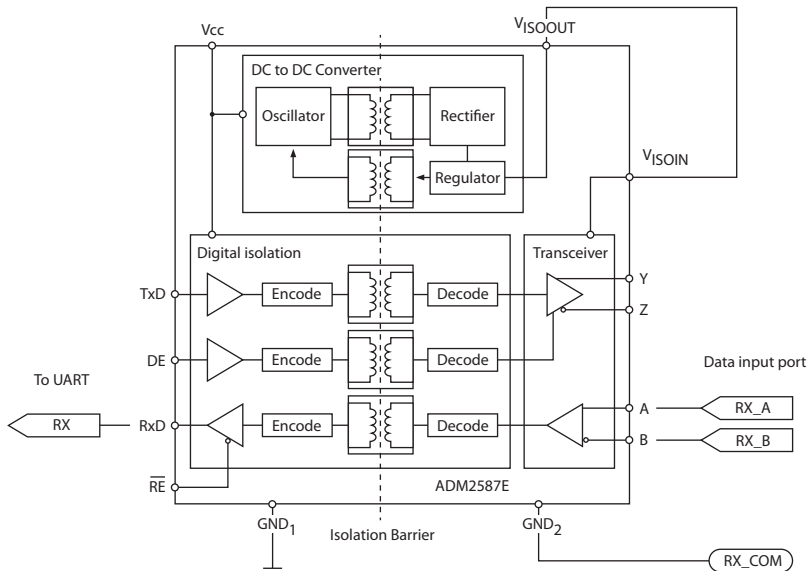 Vcc
VISOOUT
DC to DC Converter
Oscillator
Rectifier
Regulator
VISOIN
Digital isolation
Transceiver
TxD
Encode
Decode
Y
Z
DE
Encode
Decode
Data input port
To UART
RX
RxD
Encode
Decode
A
RX_A
B
RX_B
RE
ADM2587E
GND1
Isolation Barrier
GND2
RX_COM